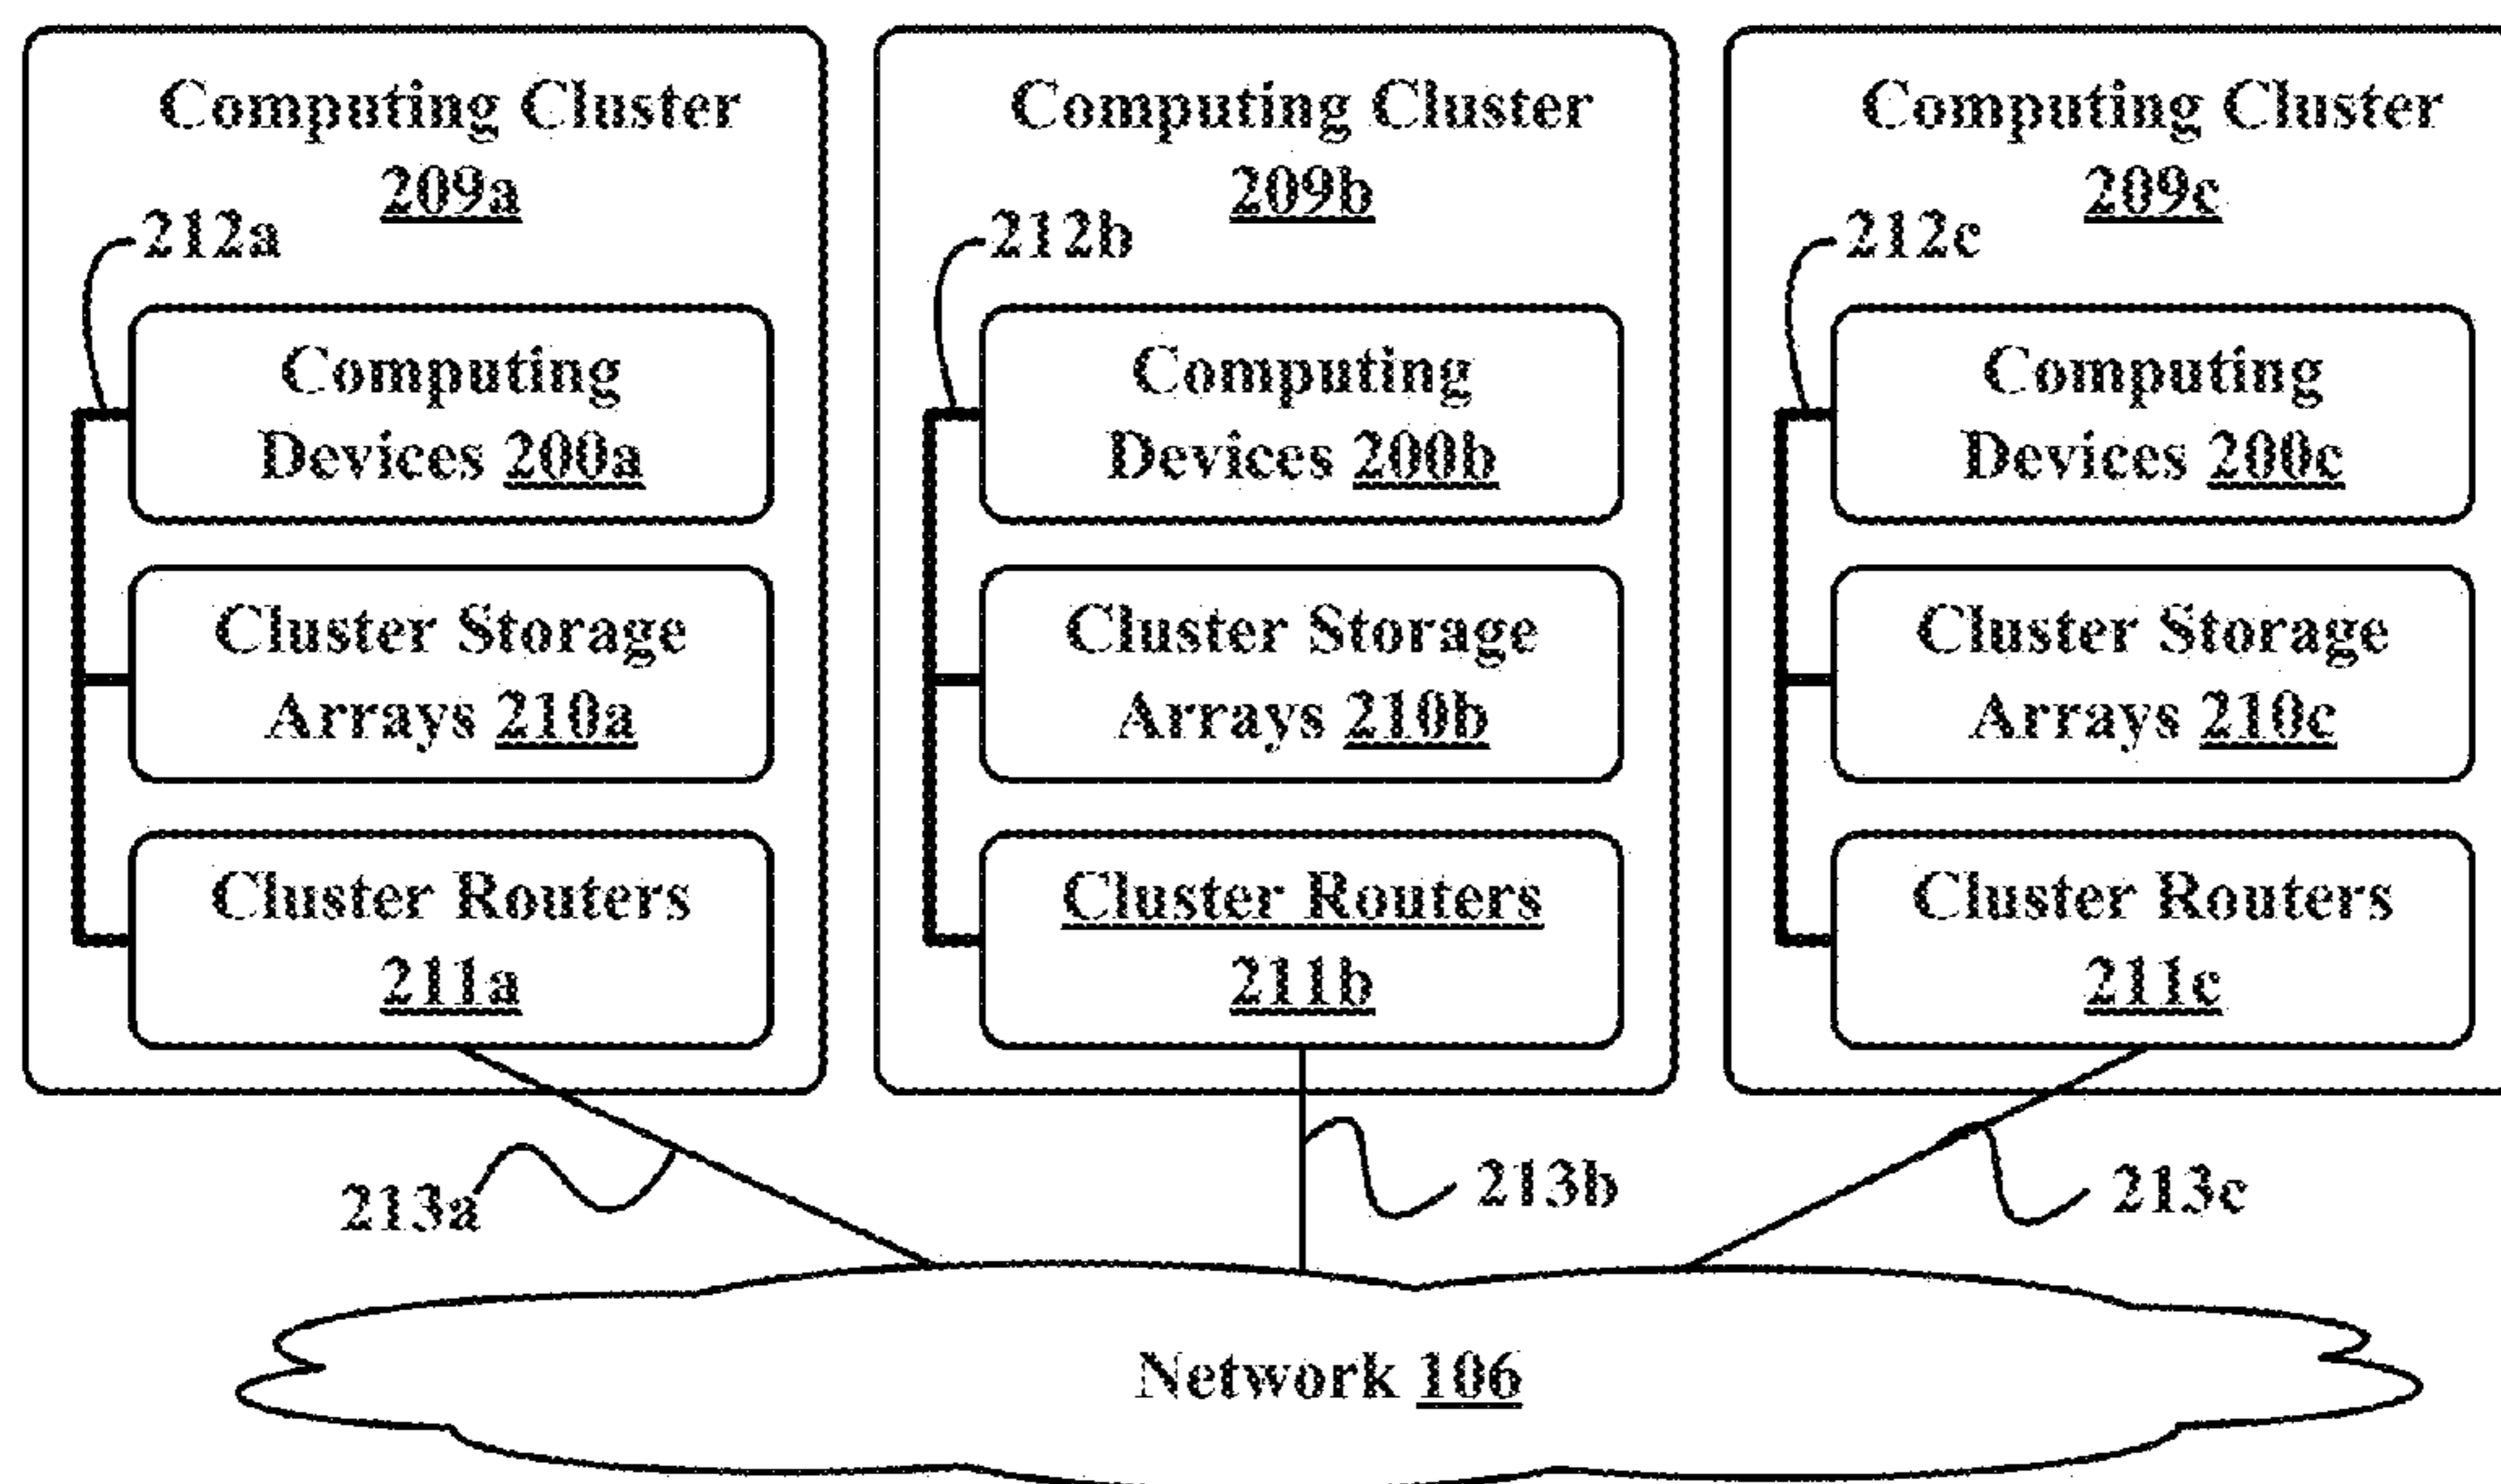 Computing Cluster
209a
212a
Computing
Devices 200a
Cluster Storage
Arrays 210a
Cluster Routers
211a
Computing Cluster
209b
212b
Computing
Devices 200b
Cluster Storage
Arrays 210b
Cluster Routers
211b
Computing Cluster
209c
212c
Computing
Devices 200c
Cluster Storage
Arrays 210c
Cluster Routers
211c
213a
213b
213c
Network 106